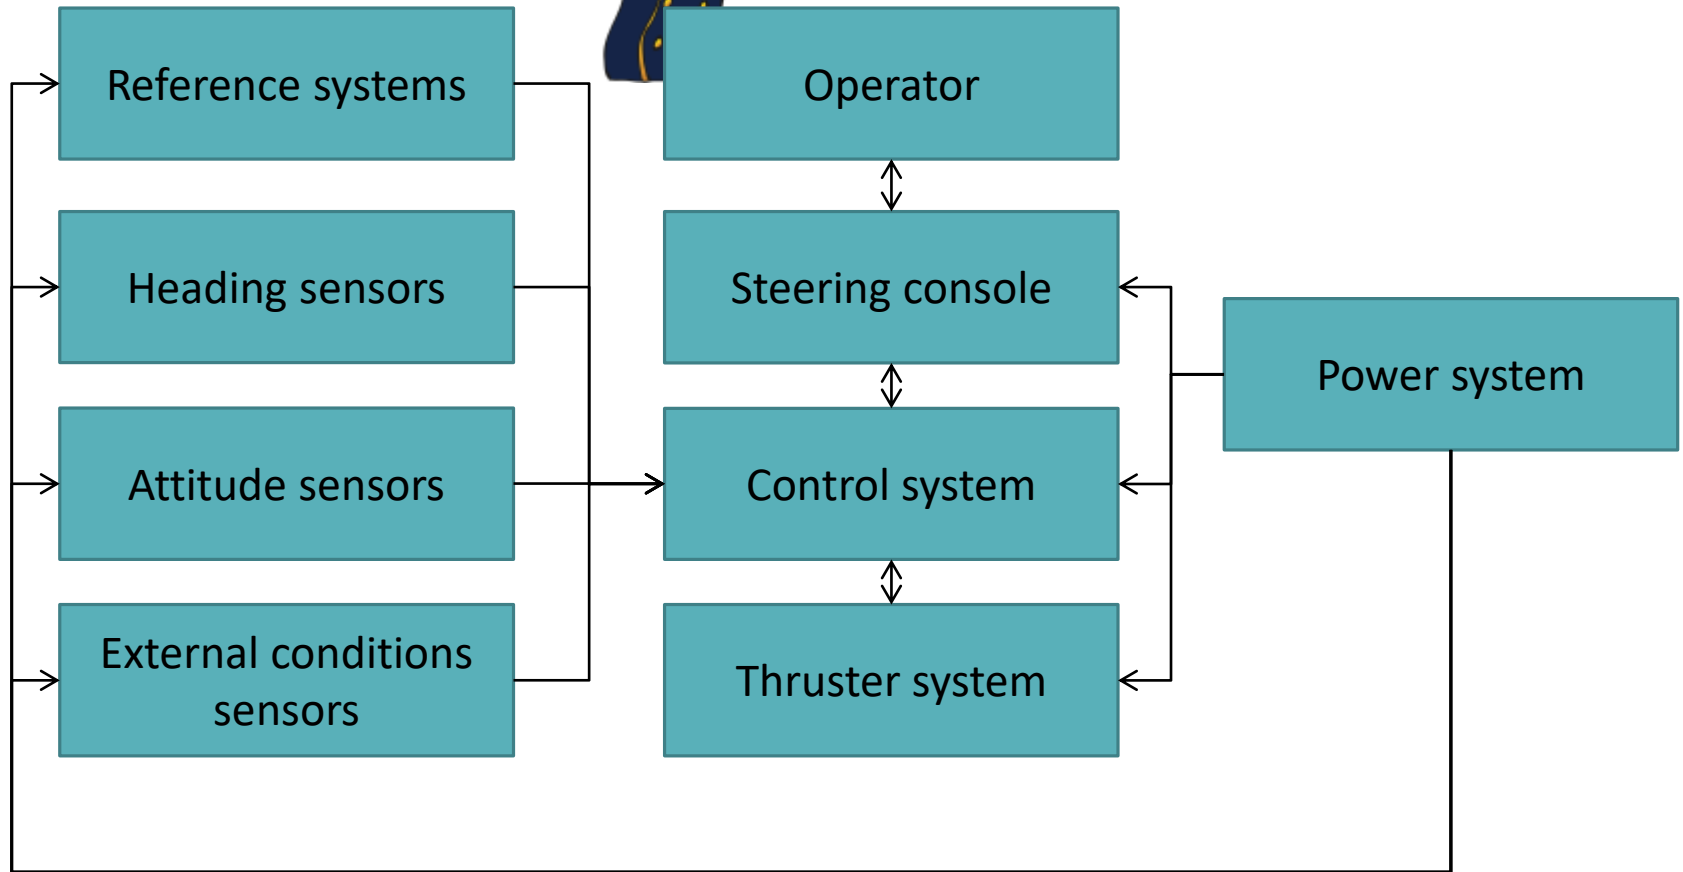 Reference systems
Operator
Heading sensors
Steering console
Power system
Attitude sensors
Control system
External conditions
sensors
Thruster system